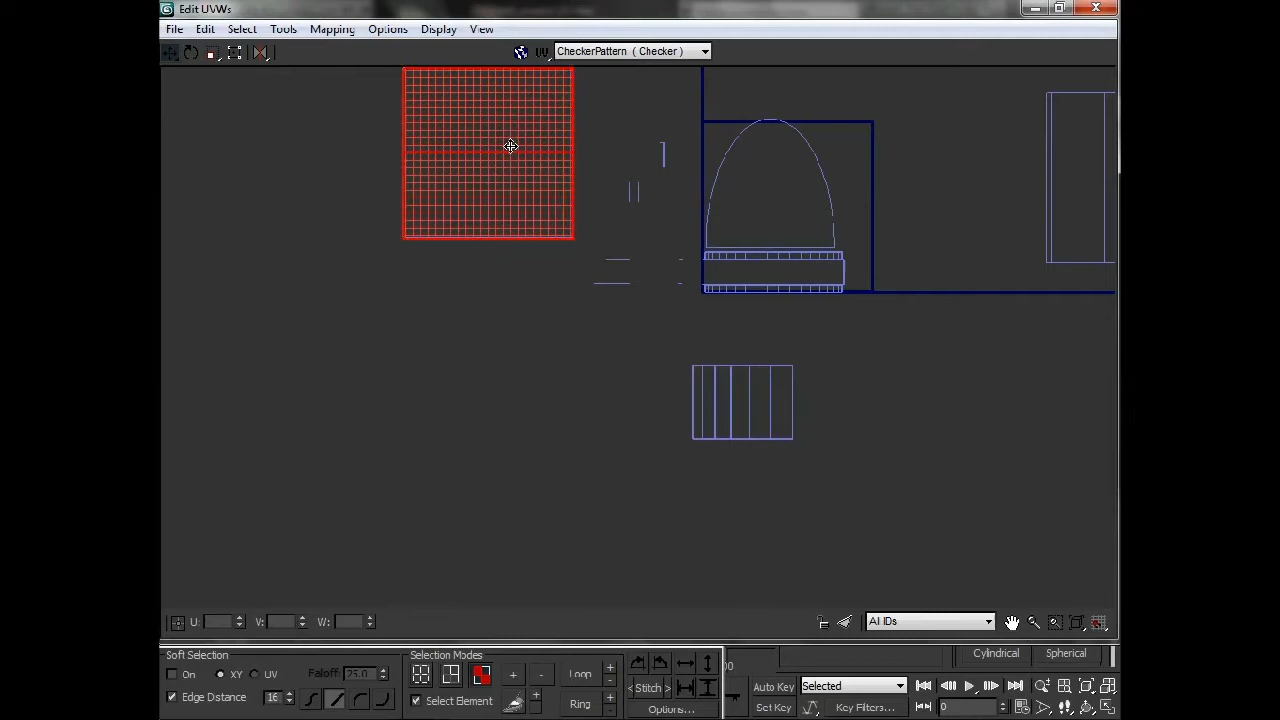 Edit UVWs
File Edit Select Tools Mapping Options Display View
UV CheckerPattern ( Checker )
U: V: W: All IDs
Soft Selection Selection Modes 00 Cylindrical Spherical
On XY UV Falloff: 25.0 + - Loop + - Auto Key Selected
Edge Distance 16 Select Element + - Ring Stitch Set Key Key Filters... 0
Options...